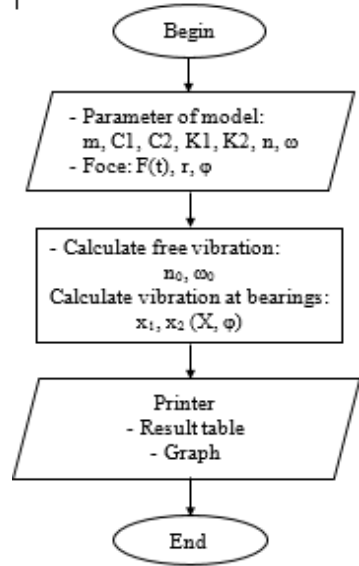 Begin
- Parameter of model:
m, C1, C2, K1, K2, n, ω
- Foce: F(t), r, φ
- Calculate free vibration:
n₀, ω₀
Calculate vibration at bearings:
x₁, x₂ (X, φ)
Printer
- Result table
- Graph
End